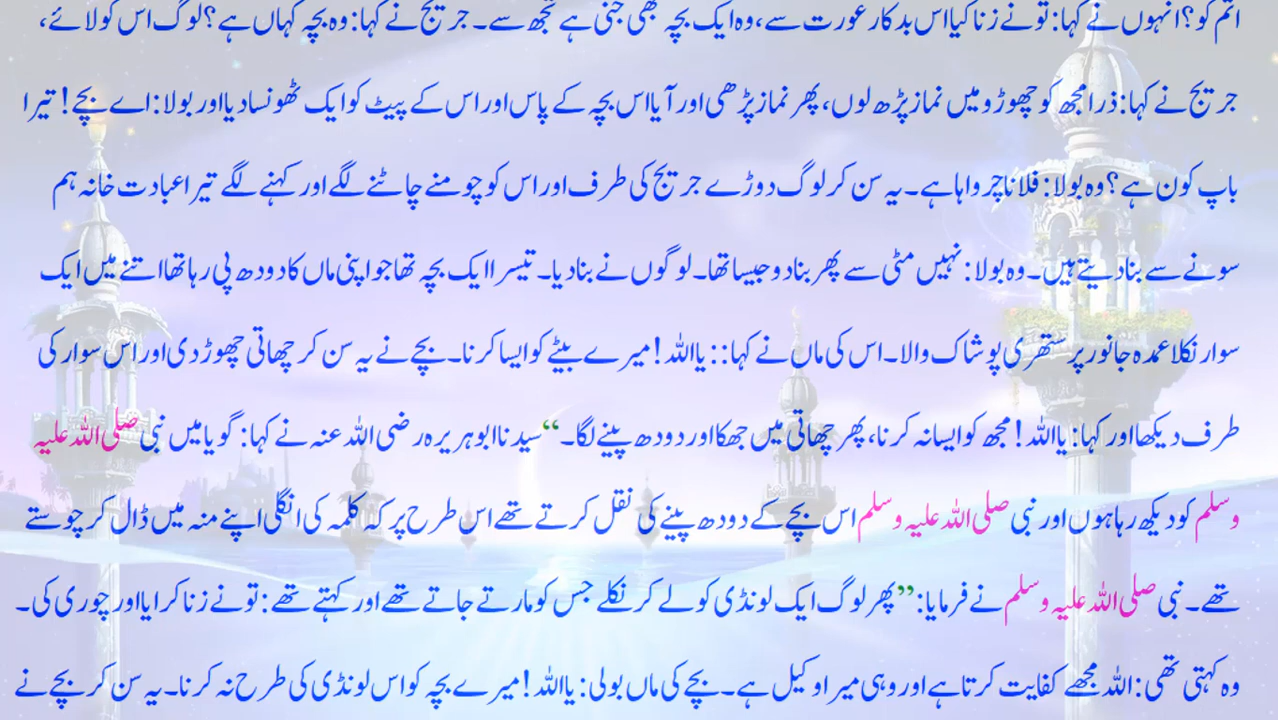 اتم کو؟ انہوں نے کہا: تونے زنا کیا اس بدکار عورت سے، وہ ایک بچہ بھی جنی ہے تجھ سے۔ جریج نے کہا: وہ بچہ کہاں ہے؟ لوگ اس کو لائے،
جریج نے کہا: ذرا مجھ کو چھوڑو میں نماز پڑھ لوں، پھر نماز پڑھی اور آیا اس بچہ کے پاس اور اس کے پیٹ کو ایک ٹھونسا دیا اور بولا: اے بچے! تیرا
باپ کون ہے؟ وہ بولا: فلانا چرواہا ہے۔ یہ سن کر لوگ دوڑے جریج کی طرف اور اس کو چومنے چاٹنے لگے اور کہنے لگے تیرا عبادت خانہ ہم
سونے سے بنا دیتے ہیں۔ وہ بولا: نہیں مٹی سے پھر بنا دو جیسا تھا۔ لوگوں نے بنا دیا۔ تیسرا ایک بچہ تھا جو اپنی ماں کا دودھ پی رہا تھا اتنے میں ایک
سوار نکلا عمدہ جانور پر ستھری پوشاک والا۔ اس کی ماں نے کہا:: یا اللہ! میرے بیٹے کو ایسا کرنا۔ بچے نے یہ سن کر چھاتی چھوڑ دی اور اس سوار کی
طرف دیکھا اور کہا: یا اللہ! مجھ کو ایسا نہ کرنا، پھر چھاتی میں جھکا اور دودھ پینے لگا۔“ سیدنا ابوہریرہ رضی اللہ عنہ نے کہا: گویا میں نبی صلی اللہ علیہ
وسلم کو دیکھ رہا ہوں اور نبی صلی اللہ علیہ وسلم اس بچے کے دودھ پینے کی نقل کرتے تھے اس طرح پر کہ کلمہ کی انگلی اپنے منہ میں ڈال کر چوستے
تھے۔ نبی صلی اللہ علیہ وسلم نے فرمایا: ”پھر لوگ ایک لونڈی کو لے کر نکلے جس کو مارتے جاتے تھے اور کہتے تھے: تونے زنا کرایا اور چوری کی۔
وہ کہتی تھی: اللہ مجھے کفایت کرتا ہے اور وہی میرا وکیل ہے۔ بچے کی ماں بولی: یا اللہ! میرے بچہ کو اس لونڈی کی طرح نہ کرنا۔ یہ سن کر بچے نے